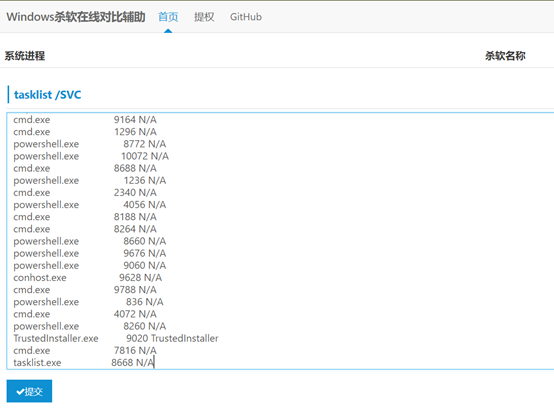 Windows杀软在线对比辅助 首页 提权 GitHub
系统进程 杀软名称
tasklist /SVC
cmd.exe 9164 N/A
cmd.exe 1296 N/A
powershell.exe 8772 N/A
powershell.exe 10072 N/A
cmd.exe 8688 N/A
powershell.exe 1236 N/A
cmd.exe 2340 N/A
powershell.exe 4056 N/A
cmd.exe 8188 N/A
cmd.exe 8264 N/A
powershell.exe 8660 N/A
powershell.exe 9676 N/A
powershell.exe 9060 N/A
conhost.exe 9628 N/A
cmd.exe 9788 N/A
powershell.exe 836 N/A
cmd.exe 4072 N/A
powershell.exe 8260 N/A
TrustedInstaller.exe 9020 TrustedInstaller
cmd.exe 7816 N/A
tasklist.exe 8668 N/A
✔提交